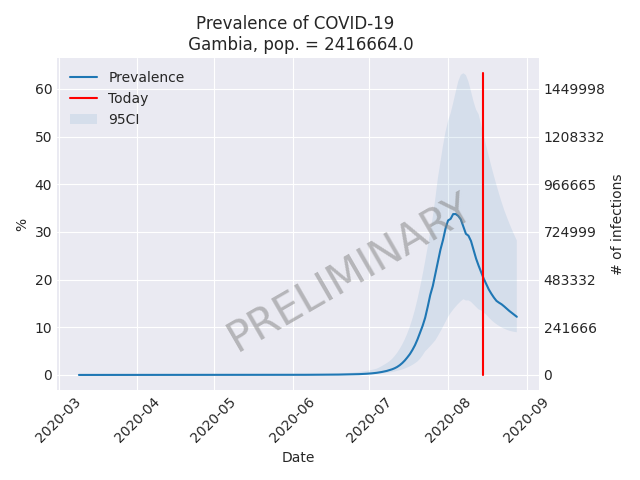 Prevalence of COVID-19
Gambia, pop. = 2416664.0
Prevalence
Today
95CI
60
50
40
30
20
10
0
%
1449998
1208332
966665
724999
483332
241666
0
# of infections
PRELIMINARY
2020-03
2020-04
2020-05
2020-06
2020-07
2020-08
2020-09
Date